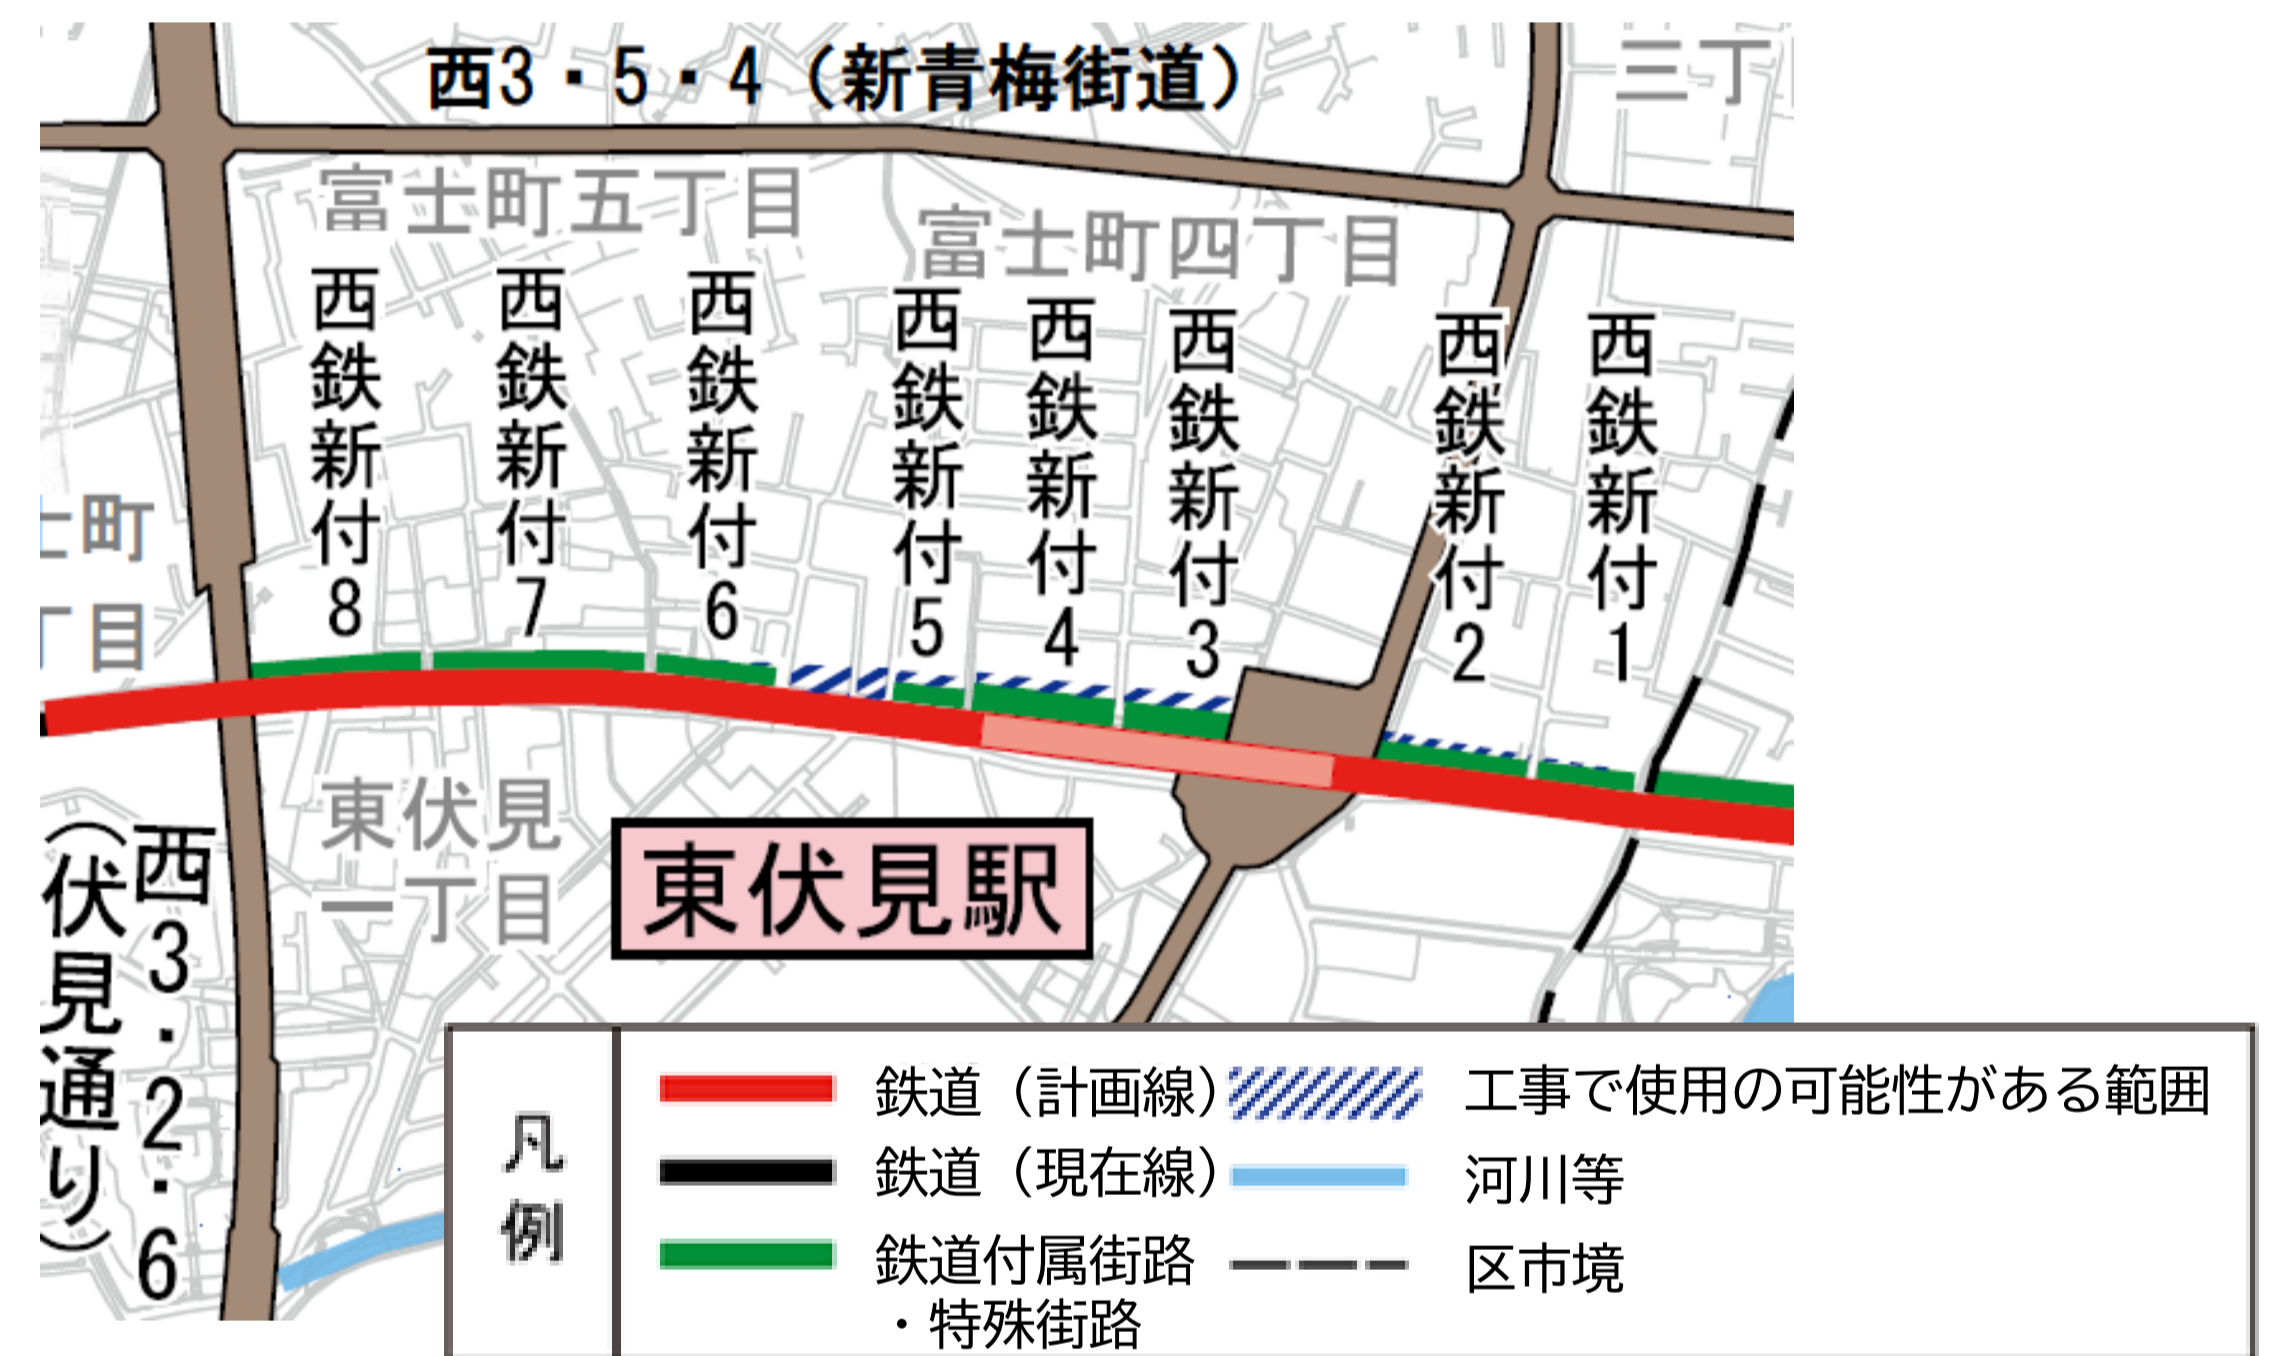 西3・5・4（新青梅街道）
三丁
富士町五丁目
富士町四丁目
西鉄新付8
西鉄新付7
西鉄新付6
西鉄新付5
西鉄新付4
西鉄新付3
西鉄新付2
西鉄新付1
士町
丁目
東伏見
一丁目
東伏見駅
西3・2・6
（伏見通り）
凡例
鉄道（計画線）
鉄道（現在線）
鉄道付属街路
・特殊街路
工事で使用の可能性がある範囲
河川等
区市境